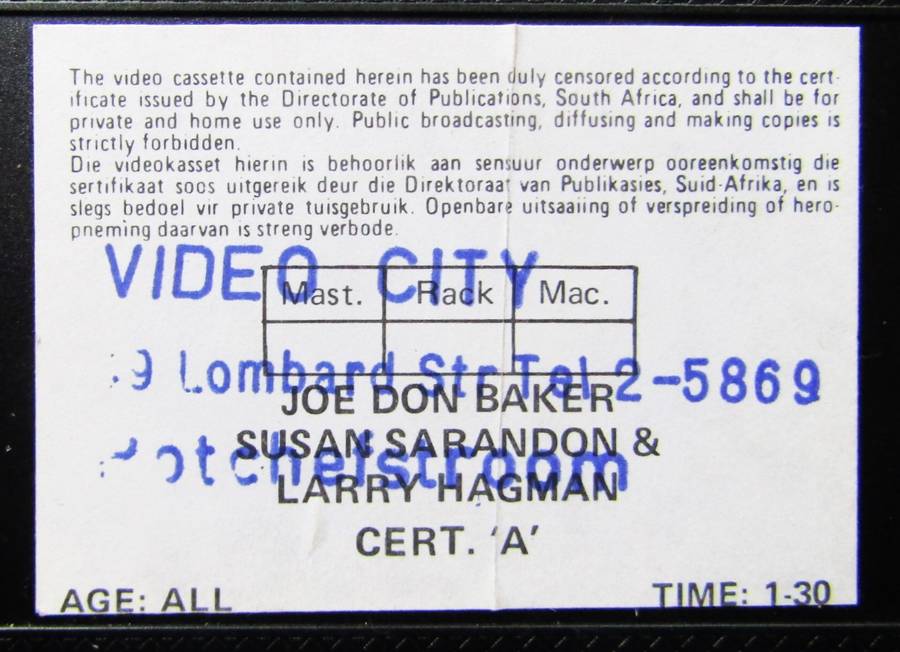 The video cassette contained herein has been duly censored according to the cert-
ificate issued by the Directorate of Publications, South Africa, and shall be for
private and home use only. Public broadcasting, diffusing and making copies is
strictly forbidden.
Die videokasset hierin is behoorlik aan sensuur onderwerp ooreenkomstig die
sertifikaat soos uitgereik deur die Direktoraat van Publikasies, Suid-Afrika, en is
slegs bedoel vir private tuisgebruik. Openbare uitsaaiing of verspreiding of hero-
pneming daarvan is streng verbode.
VIDEO CITY
Mast. Rack Mac.
9 Lombard Str Tel 2-5869
JOE DON BAKER
SUSAN SARANDON &
otchefstroom
LARRY HAGMAN
CERT. 'A'
AGE: ALL TIME: 1-30